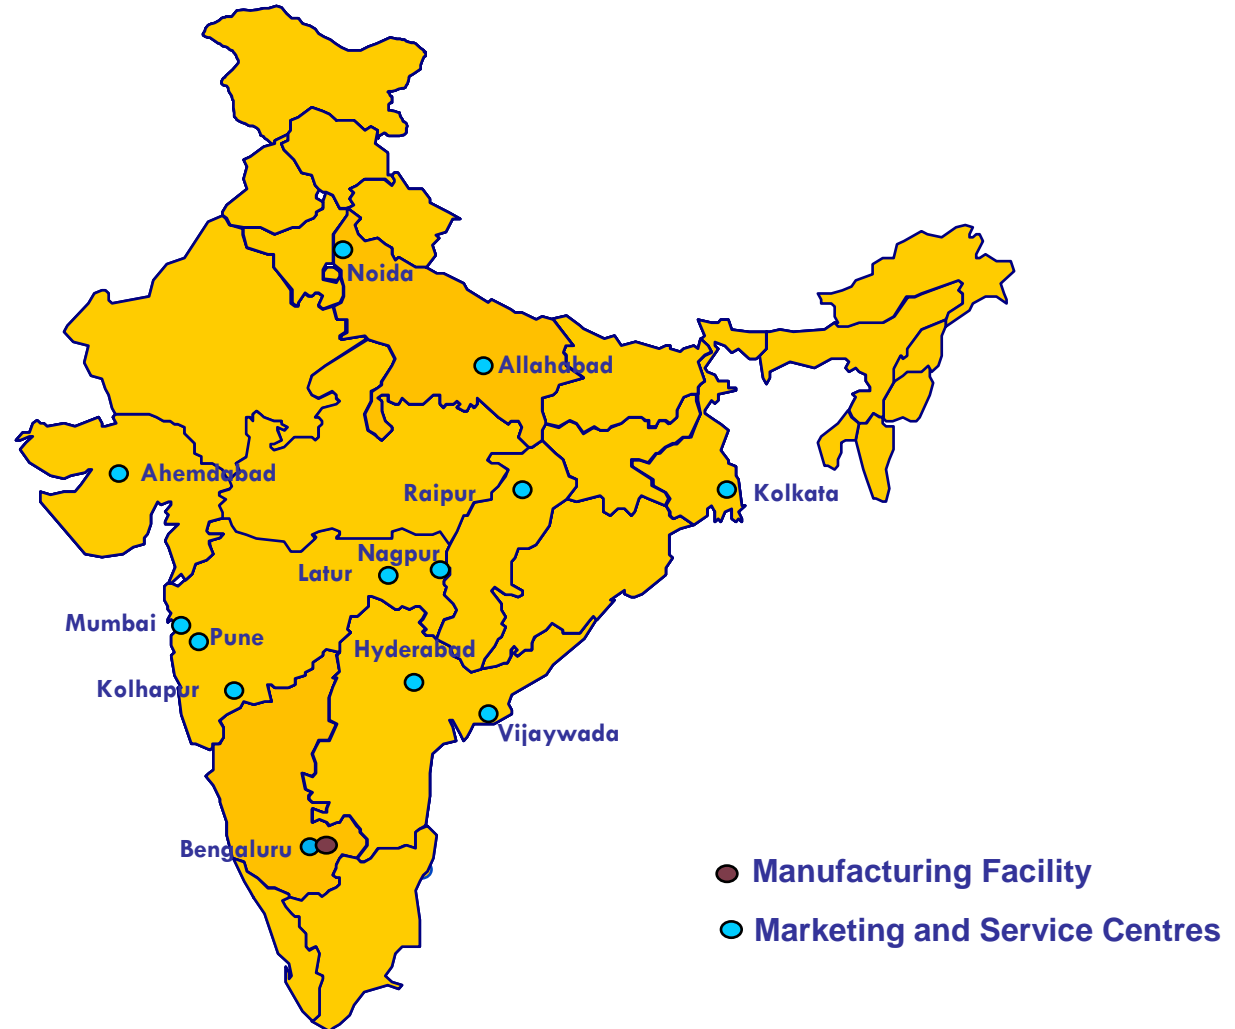 Noida
Allahabad
Ahemdabad
Raipur
Kolkata
Nagpur
Latur
Mumbai
Pune
Hyderabad
Kolhapur
Vijaywada
Bengaluru
Manufacturing Facility
Marketing and Service Centres